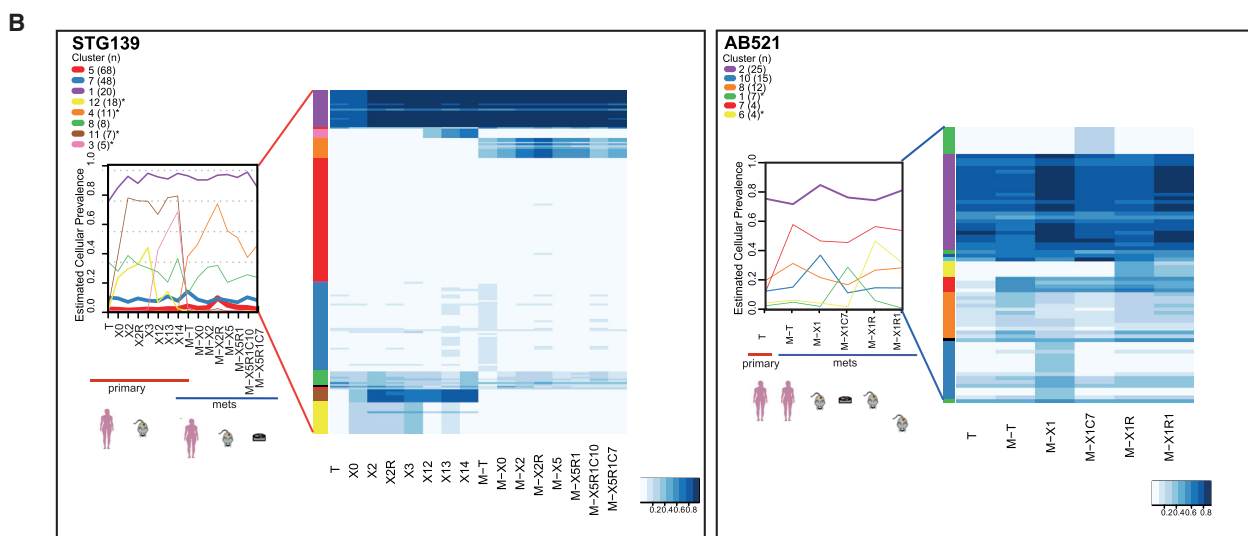 B
STG139
Cluster (n)
5 (68)
7 (48)
1 (20)
12 (18)*
4 (11)*
8 (8)
11 (7)*
3 (5)*
Estimated Cellular Prevalence
1.0
0.8
0.6
0.4
0.2
0.0
T
X0
X2
X2R
X3
X12
X13
X14
M−T
M−X0
M−X2
M−X2R
M−X5
M−X5R1
M−X5R1C10
M−X5R1C7
primary
mets
T
X0
X2
X2R
X3
X12
X13
X14
M−T
M−X0
M−X2
M−X2R
M−X5
M−X5R1
M−X5R1C10
M−X5R1C7
0.20.40.60.8
AB521
Cluster (n)
2 (25)
10 (15)
8 (12)
1 (7)*
7 (4)
6 (4)*
Estimated Cellular Prevalence
1.0
0.8
0.6
0.4
0.2
0.0
T
M−T
M−X1
M−X1C7
M−X1R
M−X1R1
primary
mets
T
M−T
M−X1
M−X1C7
M−X1R
M−X1R1
0.20.40.6 0.8